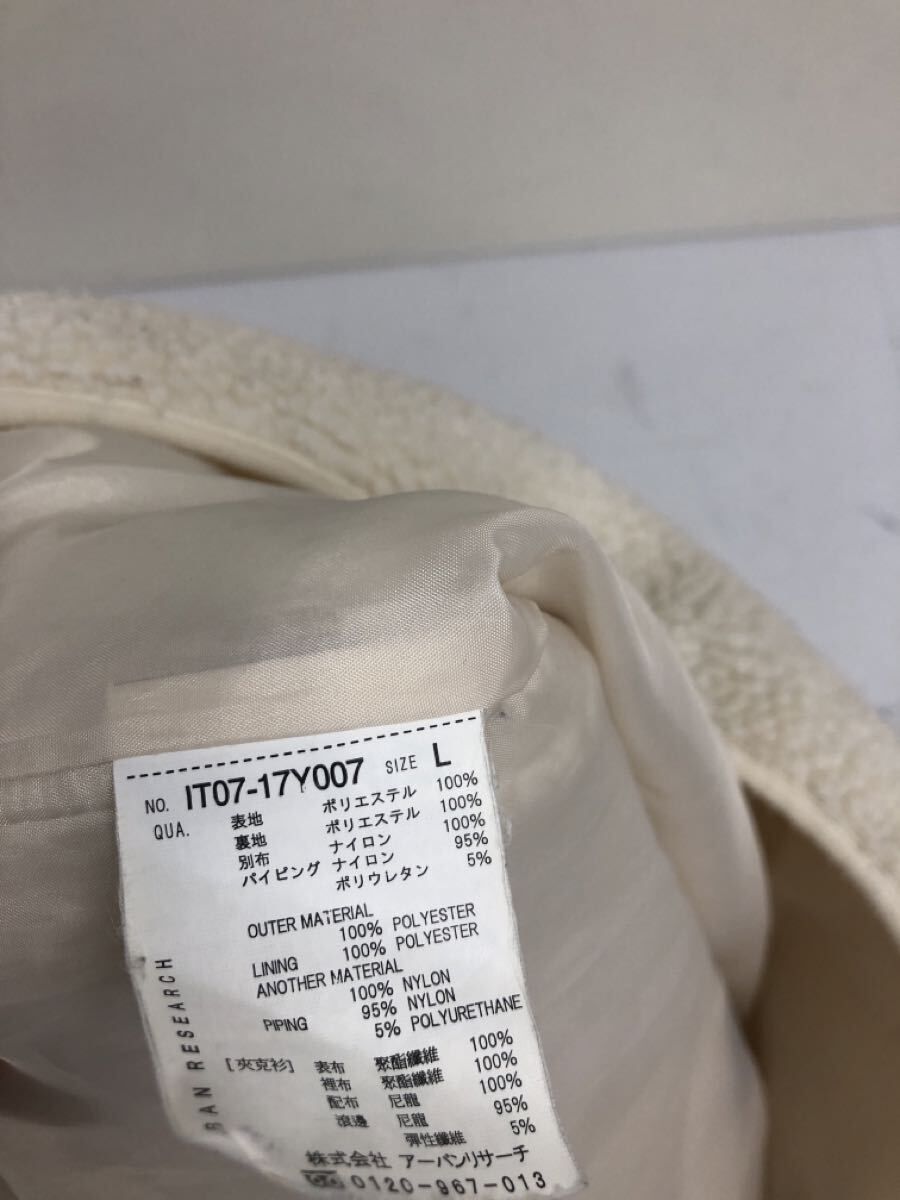 NO. IT07-17Y007 SIZE L
QUA. 表地 ポリエステル 100%
裏地 ポリエステル 100%
別布 ナイロン 100%
パイピング ナイロン 95%
ポリウレタン 5%
OUTER MATERIAL
100% POLYESTER
LINING 100% POLYESTER
ANOTHER MATERIAL
100% NYLON
PIPING 95% NYLON
5% POLYURETHANE
[夾克衫] 表布 聚酯纖維 100%
裡布 聚酯纖維 100%
配布 尼龍 100%
滾邊 尼龍 95%
彈性纖維 5%
株式会社 アーバンリサーチ
0120-967-013
BAN RESEARCH